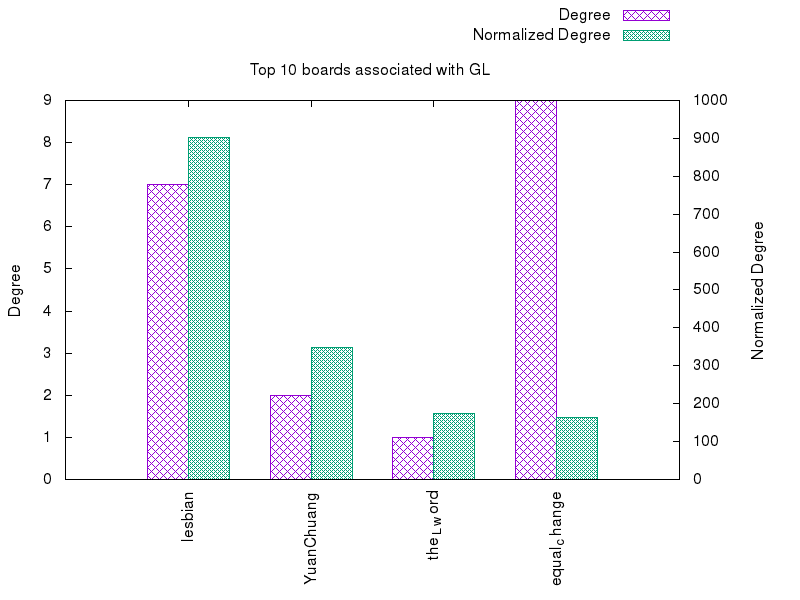 Degree
Normalized Degree
Top 10 boards associated with GL
9
8
7
6
5
4
3
2
1
0
Degree
1000
900
800
700
600
500
400
300
200
100
0
Normalized Degree
lesbian
YuanChuang
the_Lword
equal_change